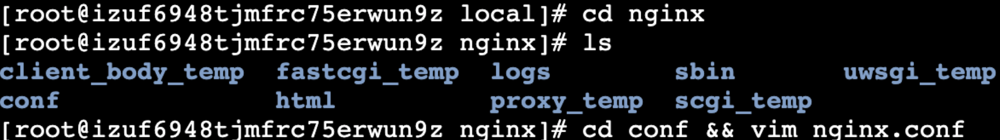 [root@izuf6948tjmfrc75erwun9z local]# cd nginx
[root@izuf6948tjmfrc75erwun9z nginx]# ls
client_body_temp fastcgi_temp logs sbin uwsgi_temp
conf html proxy_temp scgi_temp
[root@izuf6948tjmfrc75erwun9z nginx]# cd conf && vim nginx.conf